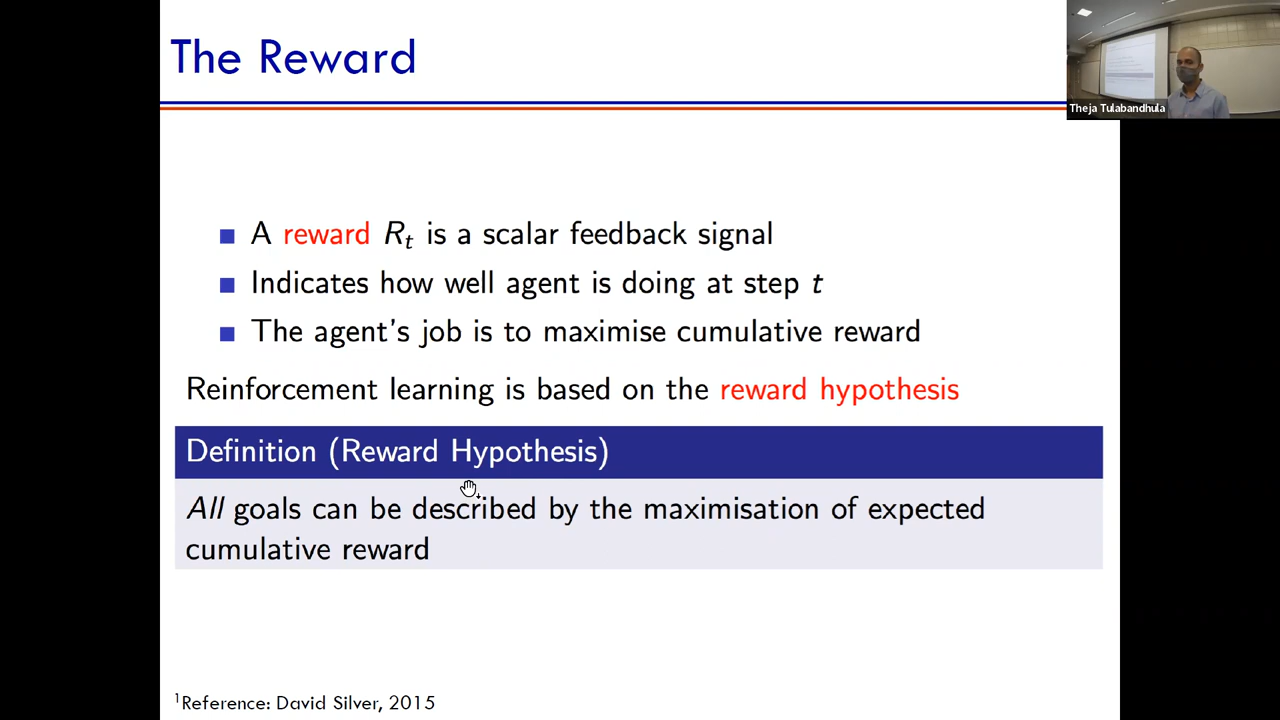 The Reward
Theja Tulabandhula
A reward Rt is a scalar feedback signal
Indicates how well agent is doing at step t
The agent's job is to maximise cumulative reward
Reinforcement learning is based on the reward hypothesis
Definition (Reward Hypothesis)
All goals can be described by the maximisation of expected
cumulative reward
1Reference: David Silver, 2015